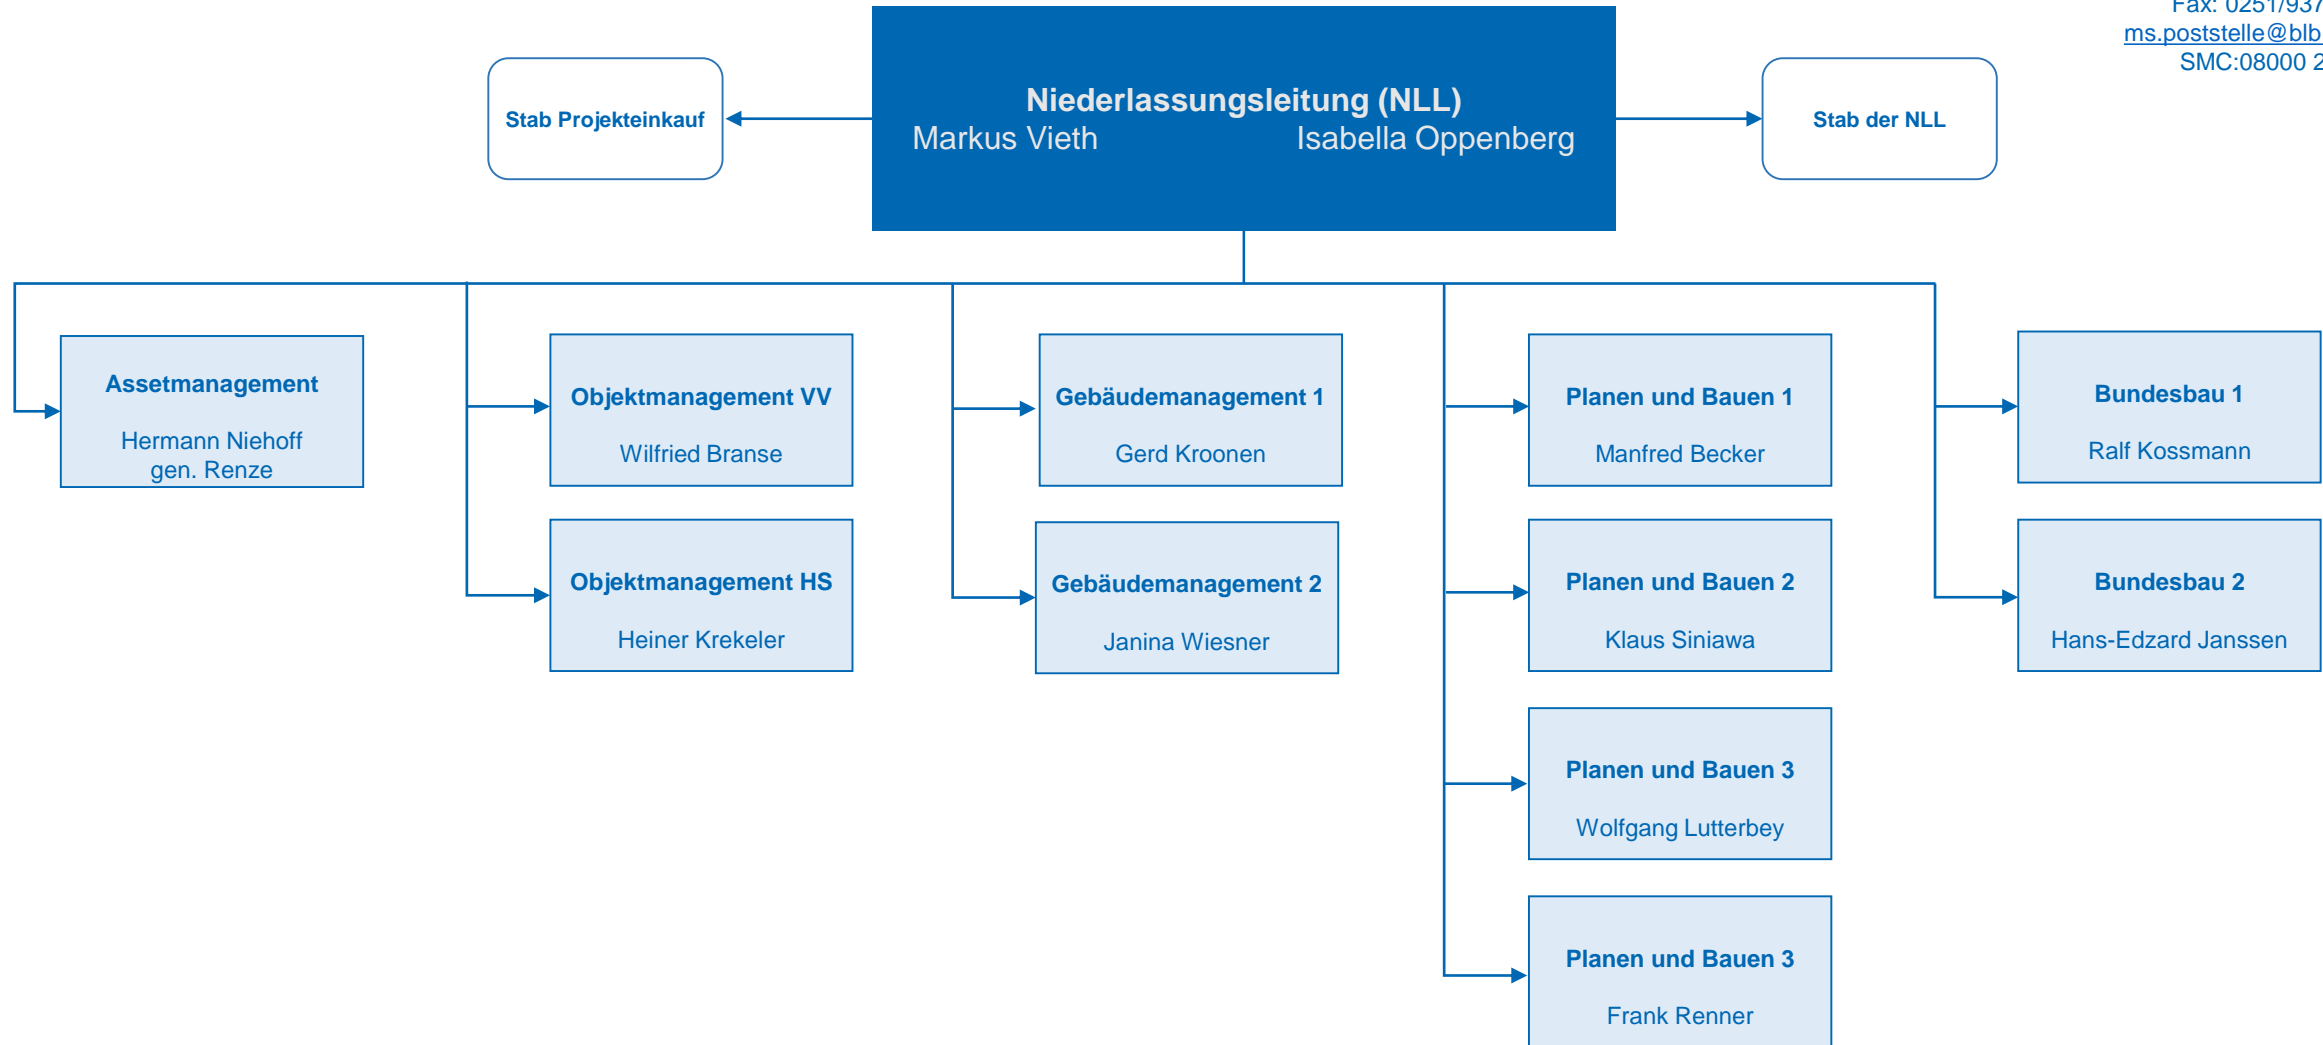 Fax: 0251/937
ms.poststelle@blb
SMC:08000 2
Niederlassungsleitung (NLL)
Markus Vieth Isabella Oppenberg
Stab Projekteinkauf
Stab der NLL
Assetmanagement
Hermann Niehoff
gen. Renze
Objektmanagement VV
Wilfried Branse
Objektmanagement HS
Heiner Krekeler
Gebäudemanagement 1
Gerd Kroonen
Gebäudemanagement 2
Janina Wiesner
Planen und Bauen 1
Manfred Becker
Planen und Bauen 2
Klaus Siniawa
Planen und Bauen 3
Wolfgang Lutterbey
Planen und Bauen 3
Frank Renner
Bundesbau 1
Ralf Kossmann
Bundesbau 2
Hans-Edzard Janssen